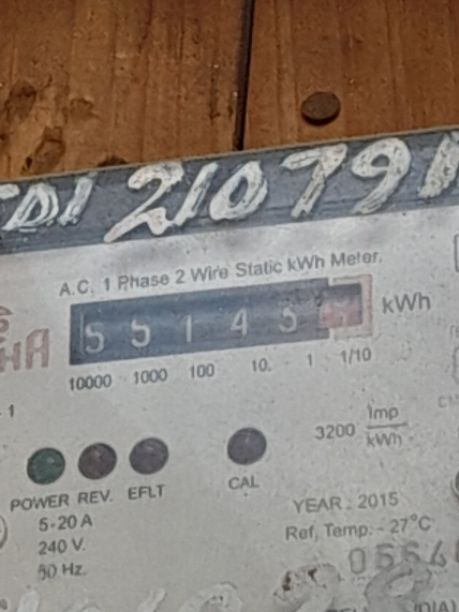 SDI 21079
A.C. 1 Phase 2 Wire Static kWh Meter.
5 5 1 4 5 kWh
10000 1000 100 10. 1 1/10
3200 Imp/kWh
POWER REV. EFLT CAL
5-20 A
240 V.
50 Hz.
YEAR : 2015
Ref, Temp. - 27°C